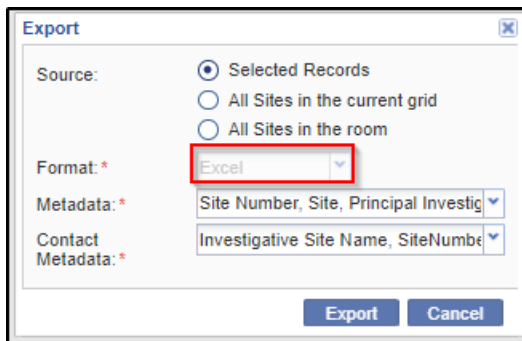 Export
Source:
Selected Records
All Sites in the current grid
All Sites in the room
Format:*
Excel
Metadata:*
Site Number, Site, Principal Investig
Contact
Metadata:*
Investigative Site Name, SiteNumbe
Export
Cancel